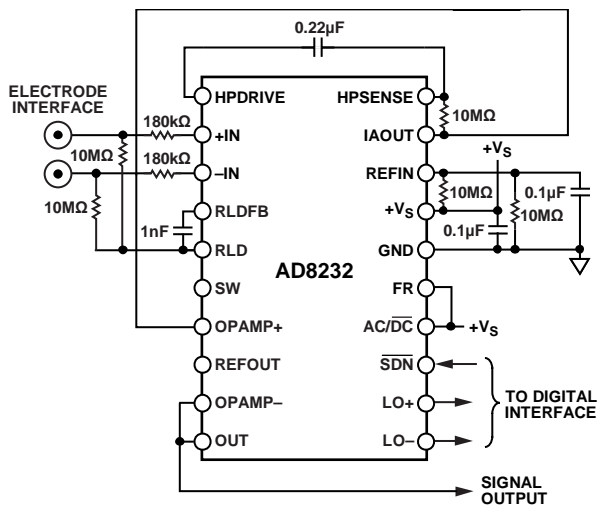 0.22µF
ELECTRODE
INTERFACE
HPDRIVE
HPSENSE
180kΩ
10MΩ
+IN
IAOUT
+VS
10MΩ
180kΩ
–IN
REFIN
10MΩ
0.1µF
10MΩ
RLDFB
+VS
10MΩ
1nF
0.1µF
RLD
GND
AD8232
SW
FR
OPAMP+
AC/DC
+VS
REFOUT
SDN
OPAMP–
LO+
TO DIGITAL
INTERFACE
OUT
LO–
SIGNAL
OUTPUT